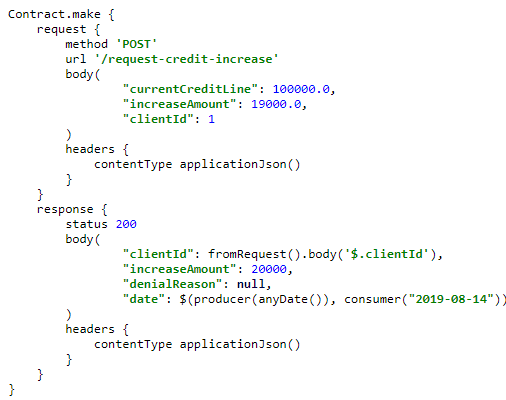 Contract.make {
    request {
        method 'POST'
        url '/request-credit-increase'
        body(
                "currentCreditLine": 100000.0,
                "increaseAmount": 19000.0,
                "clientId": 1
        )
        headers {
            contentType applicationJson()
        }
    }
    response {
        status 200
        body(
                "clientId": fromRequest().body('$.clientId'),
                "increaseAmount": 20000,
                "denialReason": null,
                "date": $(producer(anyDate()), consumer("2019-08-14"))
        )
        headers {
            contentType applicationJson()
        }
    }
}